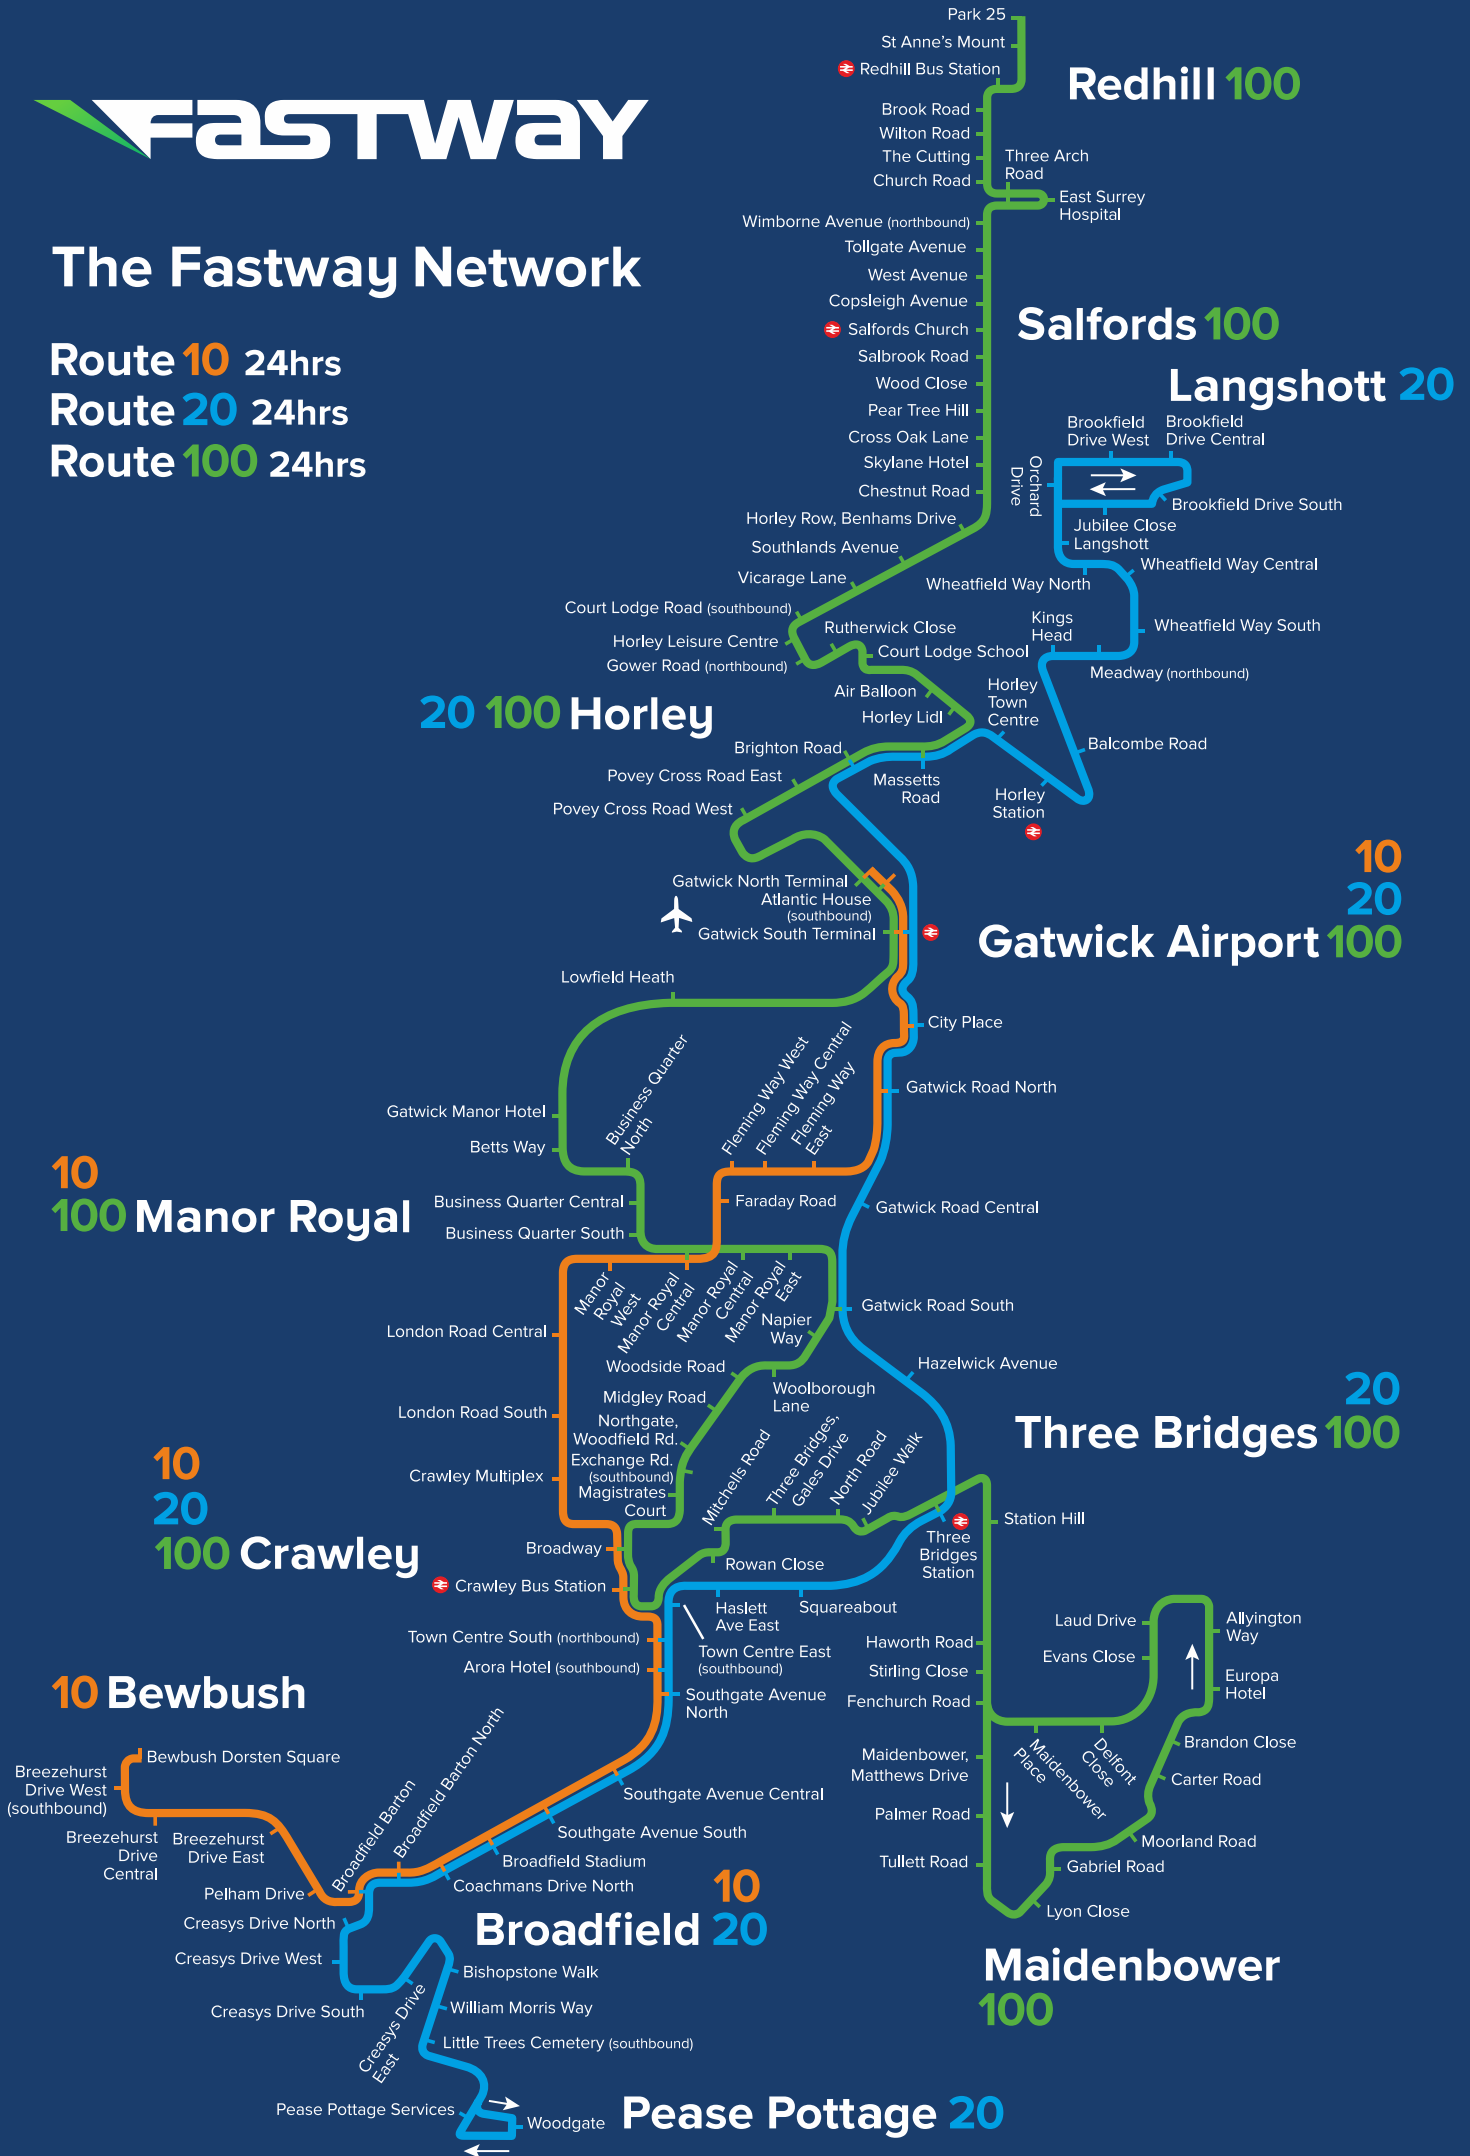 Park 25
St Anne's Mount
Redhill Bus Station
Redhill 100
FASTWAY
Brook Road
Wilton Road
The Cutting
Church Road
Three Arch
Road
East Surrey
Hospital
Wimborne Avenue (northbound)
Tollgate Avenue
West Avenue
Copsleigh Avenue
Salfords Church
Salbrook Road
Wood Close
Pear Tree Hill
Cross Oak Lane
Skylane Hotel
Chestnut Road
The Fastway Network
Route 10 24hrs
Route 20 24hrs
Route 100 24hrs
Salfords 100
Langshott 20
Brookfield
Drive West
Brookfield
Drive Central
Orchard
Drive
Brookfield Drive South
Jubilee Close
Langshott
Wheatfield Way Central
Wheatfield Way North
Wheatfield Way South
Kings
Head
Meadway (northbound)
Horley Row, Benhams Drive
Southlands Avenue
Vicarage Lane
Court Lodge Road (southbound)
Horley Leisure Centre
Gower Road (northbound)
Rutherwick Close
Court Lodge School
Air Balloon
Horley Lidl
Horley
Town
Centre
Balcombe Road
20 100 Horley
Brighton Road
Povey Cross Road East
Povey Cross Road West
Massetts
Road
Horley
Station
Gatwick North Terminal
Atlantic House
(southbound)
Gatwick South Terminal
10
20
Gatwick Airport 100
Lowfield Heath
City Place
Gatwick Road North
Gatwick Manor Hotel
Betts Way
Business Quarter
North
Fleming Way West
Fleming Way Central
Fleming Way
East
10
100 Manor Royal
Business Quarter Central
Business Quarter South
Faraday Road
Gatwick Road Central
Manor
Royal
West
Manor Royal
Central
Manor Royal
Central
Manor Royal
East
Napier
Way
Gatwick Road South
London Road Central
Woodside Road
Woolborough
Lane
Hazelwick Avenue
Midgley Road
London Road South
Northgate,
Woodfield Rd.
Exchange Rd.
(southbound)
Magistrates
Court
Crawley Multiplex
Mitchells Road
Three Bridges,
Gales Drive
North Road
Jubilee Walk
20
Three Bridges 100
10
20
100 Crawley
Broadway
Crawley Bus Station
Rowan Close
Three
Bridges
Station
Station Hill
Haslett
Ave East
Squareabout
Town Centre South (northbound)
Arora Hotel (southbound)
Town Centre East
(southbound)
Southgate Avenue
North
Haworth Road
Stirling Close
Fenchurch Road
Laud Drive
Evans Close
Allyington
Way
Europa
Hotel
10 Bewbush
Bewbush Dorsten Square
Breezehurst
Drive West
(southbound)
Breezehurst
Drive
Central
Breezehurst
Drive East
Pelham Drive
Broadfield Barton
Broadfield Barton North
Southgate Avenue Central
Southgate Avenue South
Broadfield Stadium
Coachmans Drive North
Maidenbower,
Matthews Drive
Palmer Road
Tullett Road
Maidenbower
Place
Delfont
Close
Brandon Close
Carter Road
Moorland Road
Gabriel Road
Lyon Close
10
Broadfield 20
Creasys Drive North
Creasys Drive West
Creasys Drive South
Creasys Drive
East
Bishopstone Walk
William Morris Way
Little Trees Cemetery (southbound)
Maidenbower
100
Pease Pottage Services
Woodgate
Pease Pottage 20